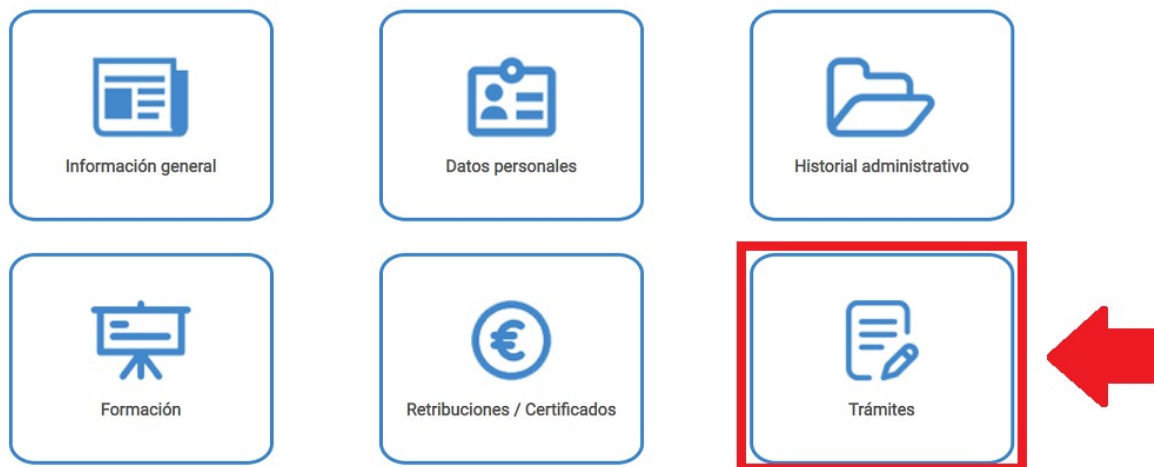 Información general
Datos personales
Historial administrativo
Formación
Retribuciones / Certificados
Trámites